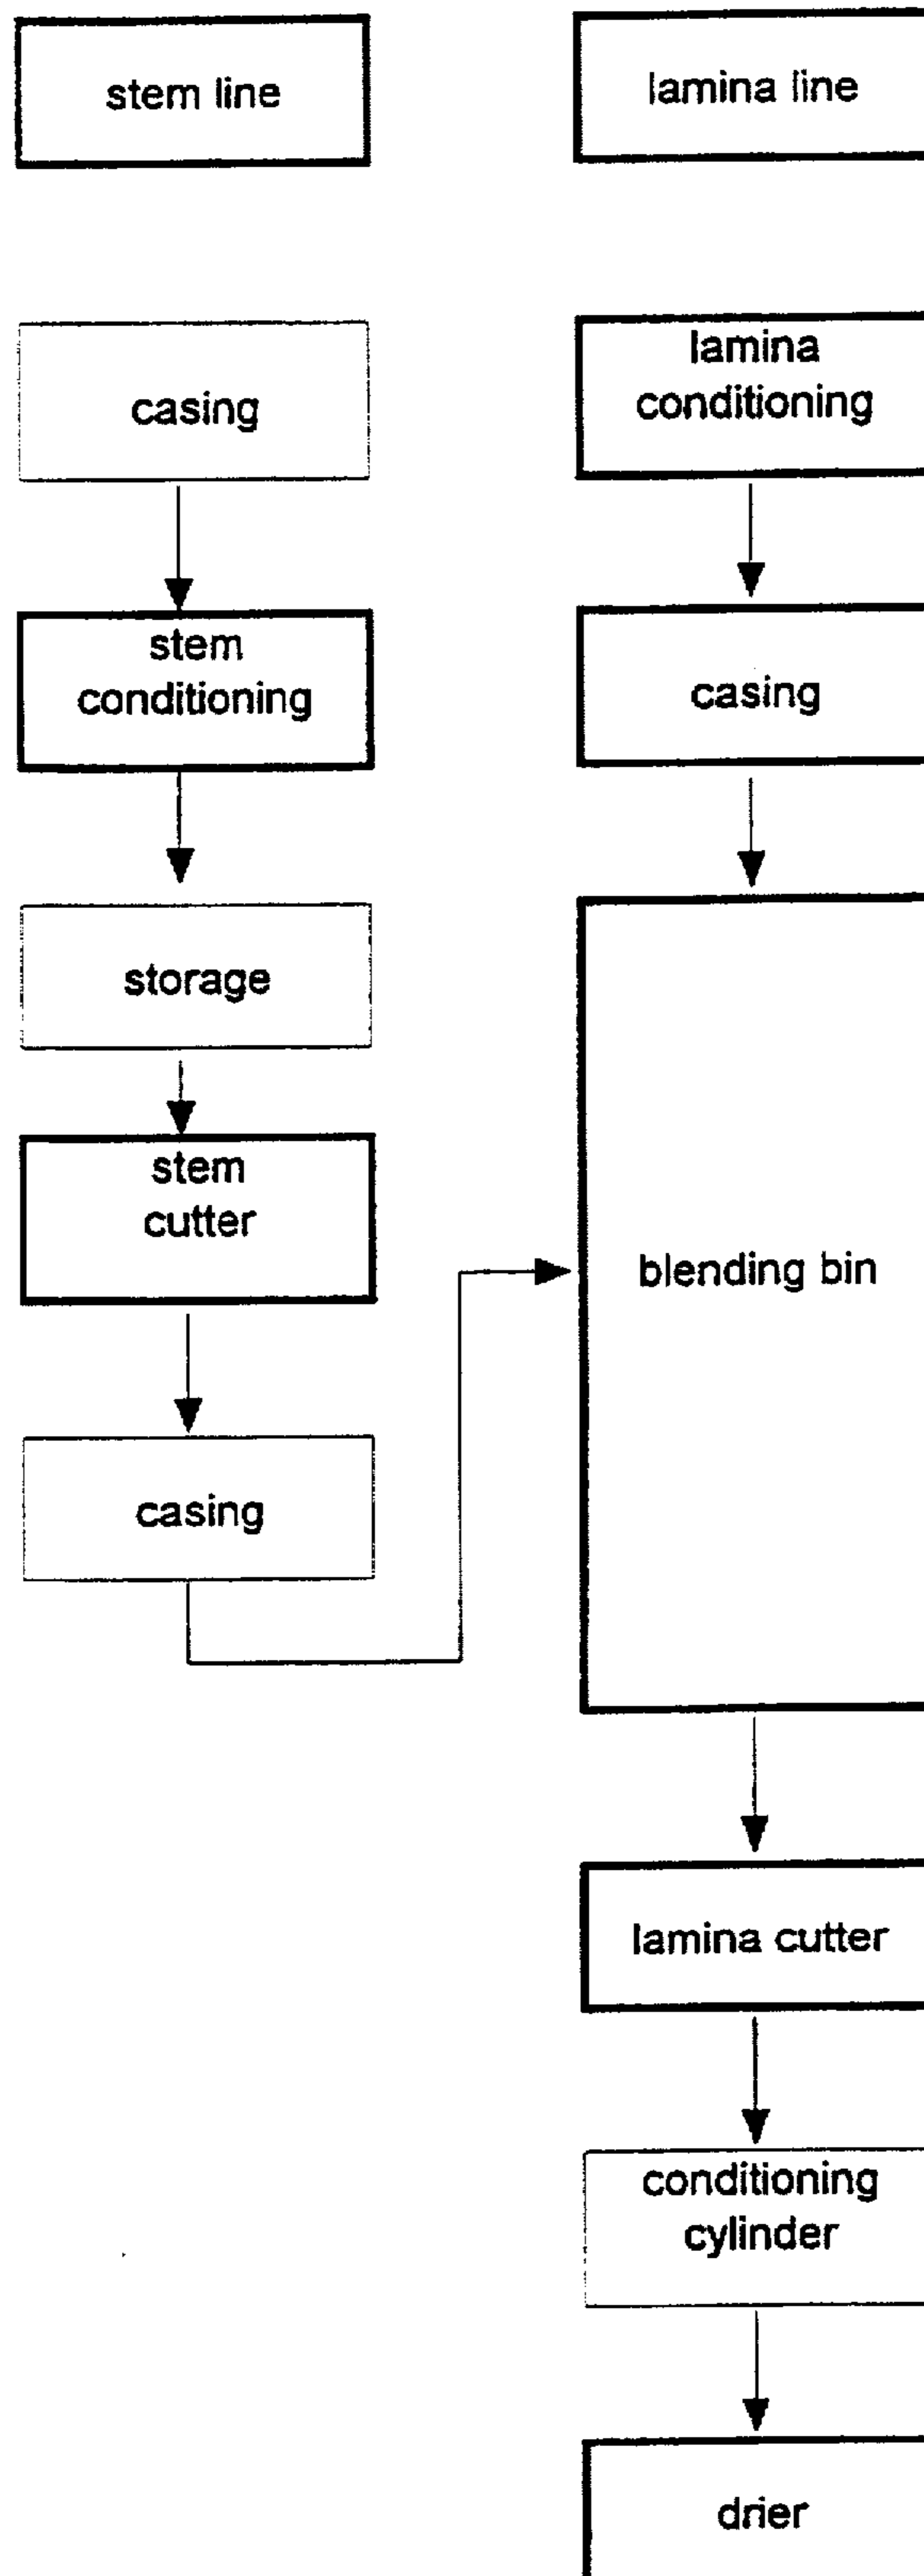 stem line
lamina line
casing
stem
conditioning
storage
stem
cutter
casing
lamina
conditioning
casing
blending bin
lamina cutter
conditioning
cylinder
drier